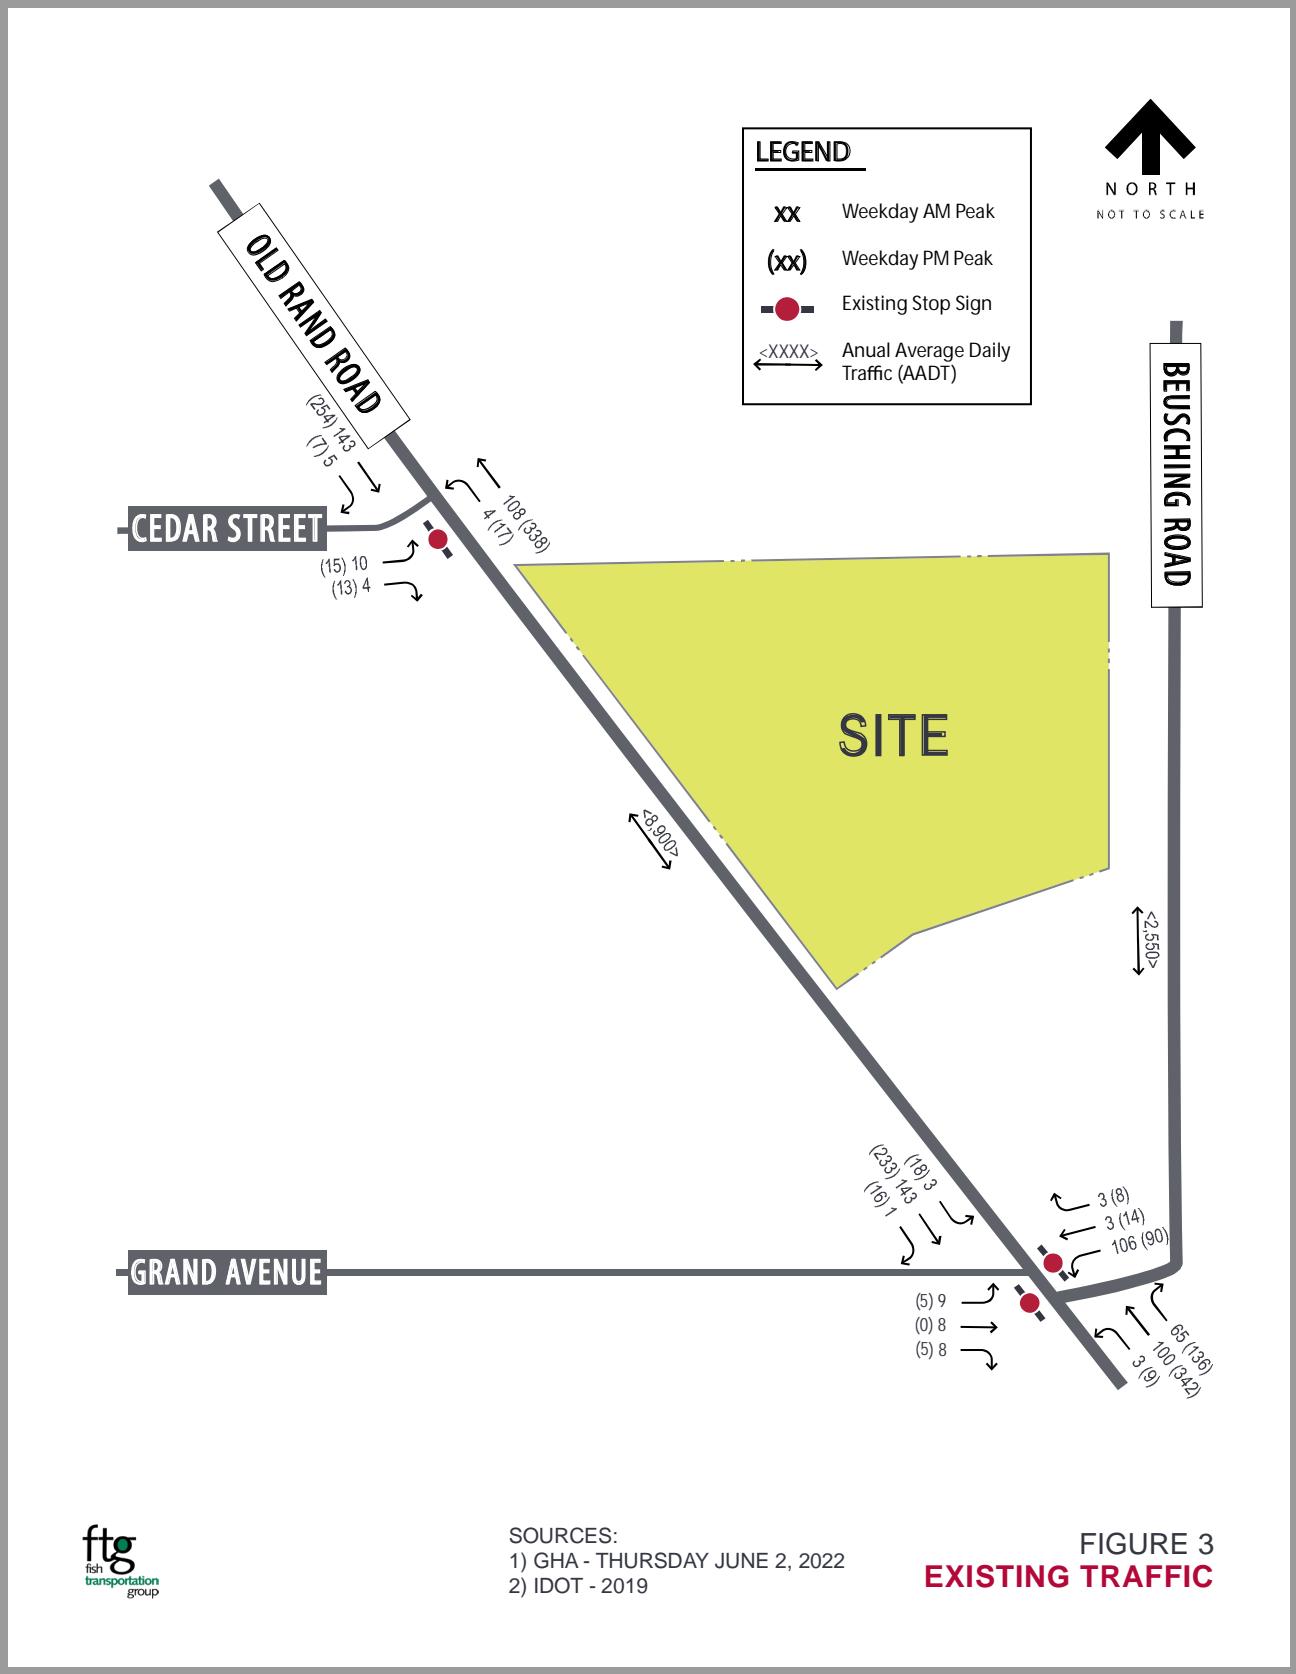 LEGEND
xx Weekday AM Peak
(xx) Weekday PM Peak
Existing Stop Sign
<XXXX> Anual Average Daily
Traffic (AADT)
NORTH
NOT TO SCALE
OLD RAND ROAD
BEUSCHING ROAD
(254) 143
(7) 5
108 (338)
4 (17)
CEDAR STREET
(15) 10
(13) 4
SITE
<8,900>
<2,550>
(18) 3
(233) 143
(16) 1
3 (8)
3 (14)
106 (90)
GRAND AVENUE
(5) 9
(0) 8
(5) 8
65 (136)
100 (342)
3 (9)
ftg
fish
transportation
group
SOURCES:
1) GHA - THURSDAY JUNE 2, 2022
2) IDOT - 2019
FIGURE 3
EXISTING TRAFFIC